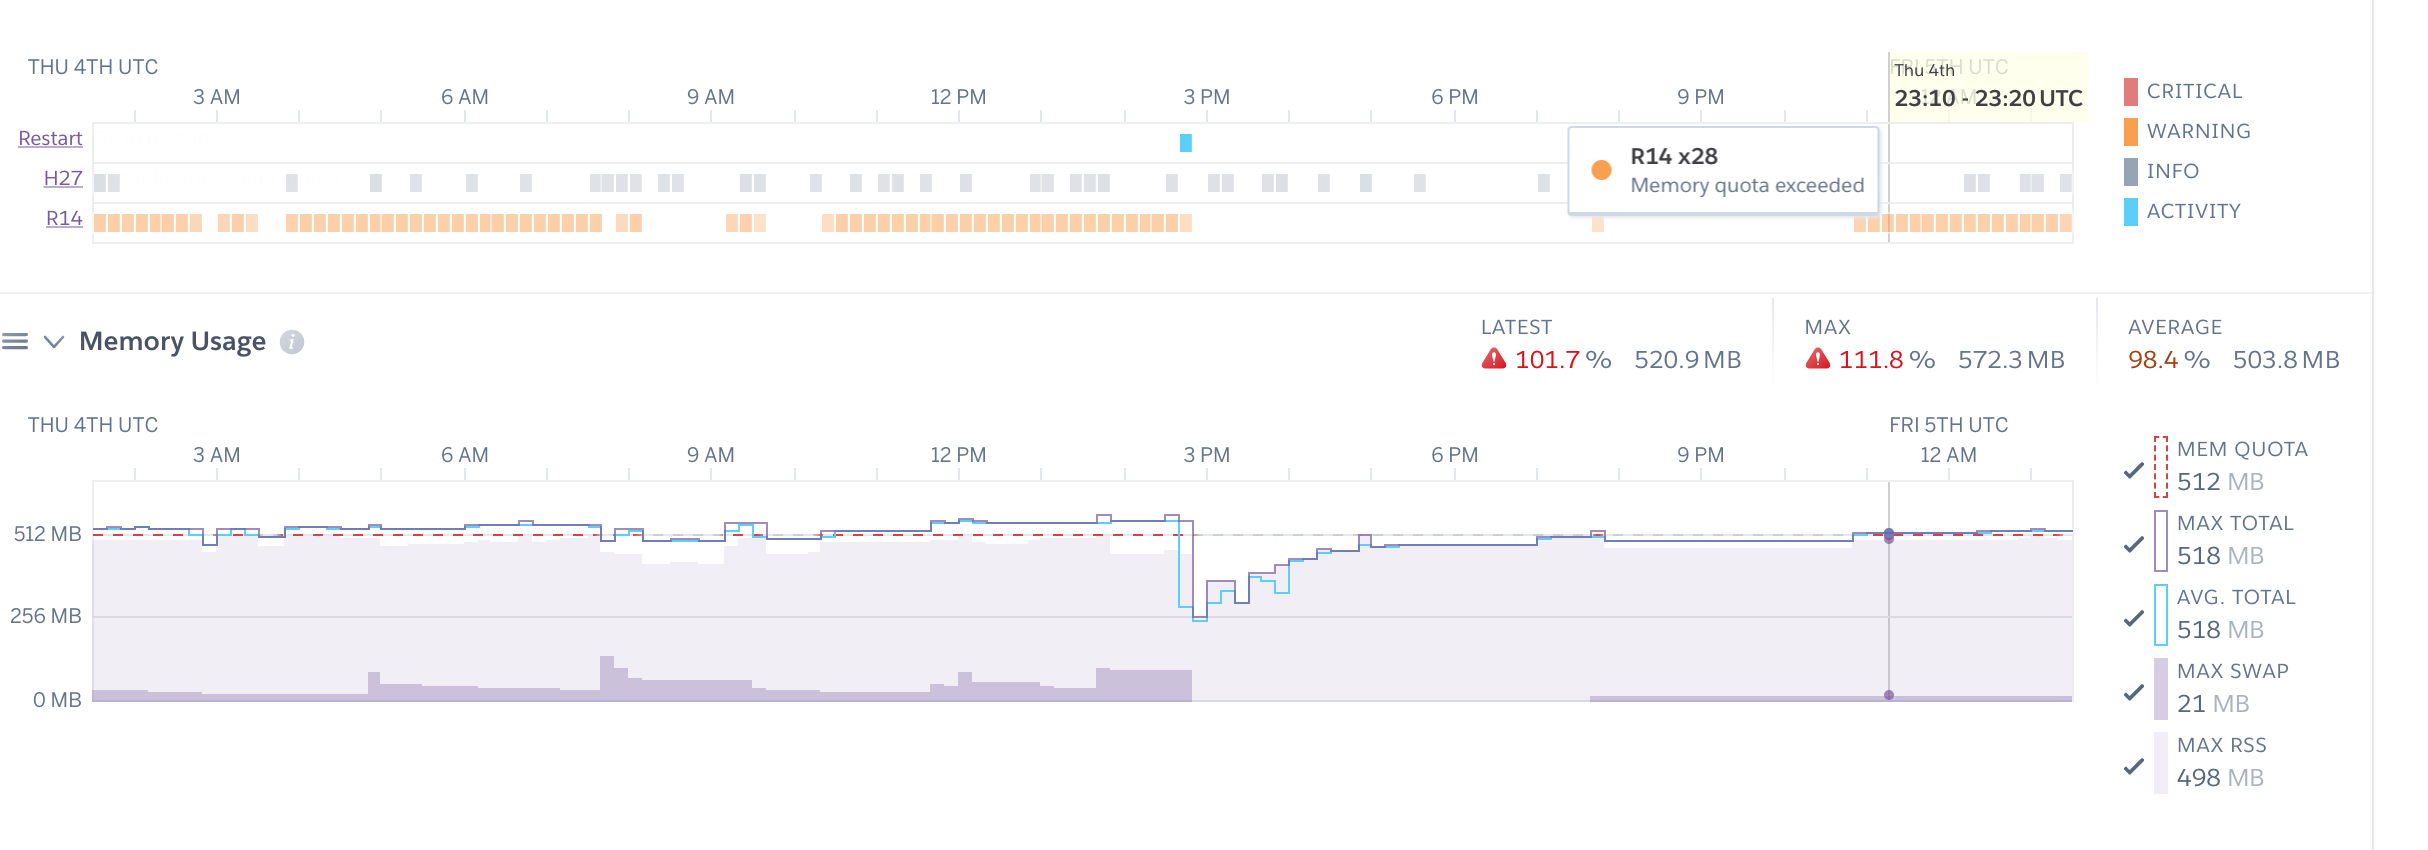 THU 4TH UTC
FRI 5TH UTC
Thu 4th
3 AM 6 AM 9 AM 12 PM 3 PM 6 PM 9 PM
23:10 - 23:20 UTC
CRITICAL
WARNING
INFO
ACTIVITY
Restart
H27
R14
R14 x28
Memory quota exceeded
Memory Usage i
LATEST
101.7 % 520.9 MB
MAX
111.8 % 572.3 MB
AVERAGE
98.4 % 503.8 MB
THU 4TH UTC FRI 5TH UTC
3 AM 6 AM 9 AM 12 PM 3 PM 6 PM 9 PM 12 AM
512 MB
256 MB
0 MB
MEM QUOTA
512 MB
MAX TOTAL
518 MB
AVG. TOTAL
518 MB
MAX SWAP
21 MB
MAX RSS
498 MB